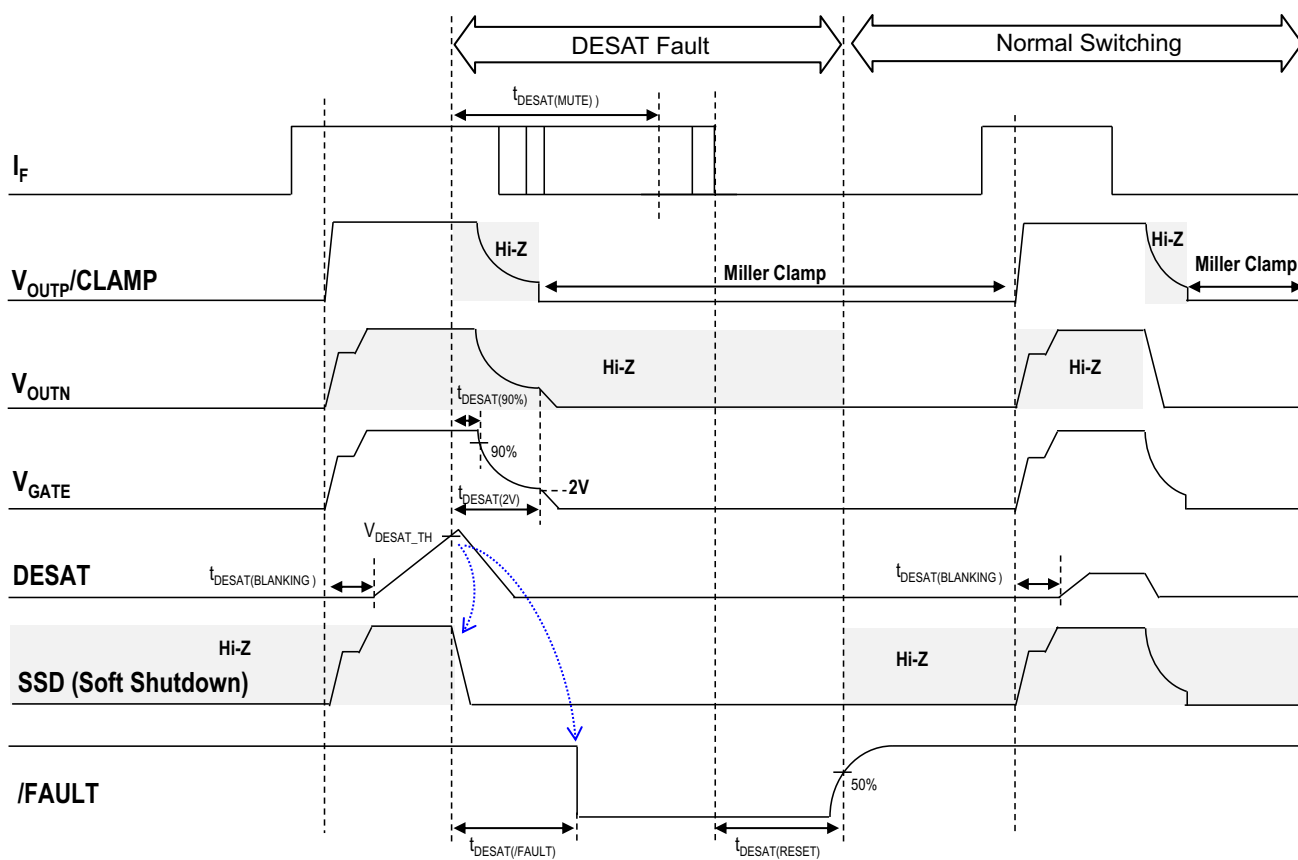 DESAT Fault
Normal Switching
tDESAT(MUTE) )
IF
Hi-Z
Hi-Z
VOUTP/CLAMP
Miller Clamp
Miller Clamp
VOUTN
Hi-Z
Hi-Z
tDESAT(90%)
90%
VGATE
2V
tDESAT(2V)
VDESAT_TH
DESAT
tDESAT(BLANKING )
tDESAT(BLANKING )
Hi-Z
Hi-Z
SSD (Soft Shutdown)
/FAULT
50%
tDESAT(/FAULT)
tDESAT(RESET)